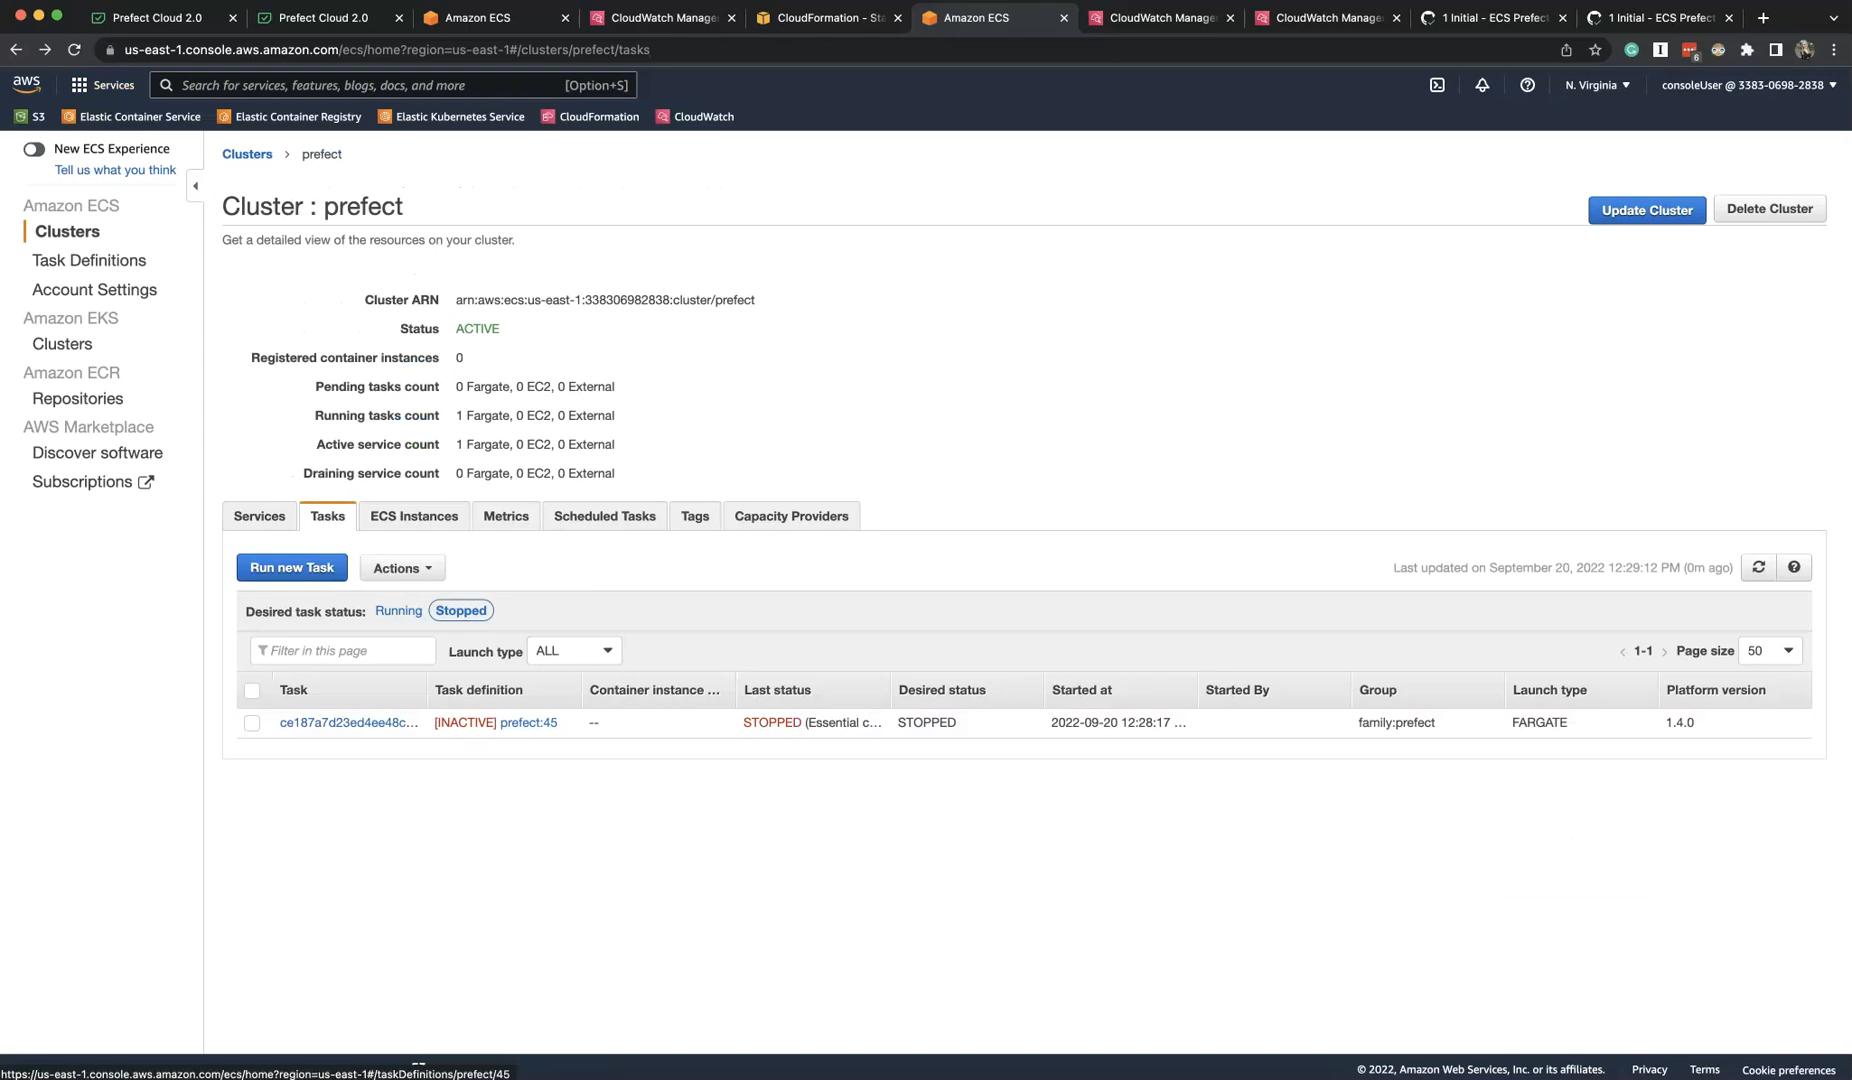 Prefect Cloud 2.0
Prefect Cloud 2.0
Amazon ECS
CloudWatch Manage
CloudFormation - Sta
Amazon ECS
CloudWatch Manage
CloudWatch Manage
1 Initial - ECS Prefect
1 Initial - ECS Prefect
us-east-1.console.aws.amazon.com/ecs/home?region=us-east-1#/clusters/prefect/tasks
6
aws Services Search for services, features, blogs, docs, and more [Option+S] N. Virginia consoleUser @ 3383-0698-2838
S3 Elastic Container Service Elastic Container Registry Elastic Kubernetes Service CloudFormation CloudWatch
New ECS Experience
Tell us what you think
Amazon ECS
Clusters
Task Definitions
Account Settings
Amazon EKS
Clusters
Amazon ECR
Repositories
AWS Marketplace
Discover software
Subscriptions
Clusters > prefect
Cluster : prefect
Update Cluster Delete Cluster
Get a detailed view of the resources on your cluster.
Cluster ARN arn:aws:ecs:us-east-1:338306982838:cluster/prefect
Status ACTIVE
Registered container instances 0
Pending tasks count 0 Fargate, 0 EC2, 0 External
Running tasks count 1 Fargate, 0 EC2, 0 External
Active service count 1 Fargate, 0 EC2, 0 External
Draining service count 0 Fargate, 0 EC2, 0 External
Services Tasks ECS Instances Metrics Scheduled Tasks Tags Capacity Providers
Run new Task Actions Last updated on September 20, 2022 12:29:12 PM (0m ago)
Desired task status: Running Stopped
Filter in this page Launch type ALL < 1-1 > Page size 50
Task Task definition Container instance ... Last status Desired status Started at Started By Group Launch type Platform version
ce187a7d23ed4ee48c... [INACTIVE] prefect:45 -- STOPPED (Essential c... STOPPED 2022-09-20 12:28:17 ... family:prefect FARGATE 1.4.0
https://us-east-1.console.aws.amazon.com/ecs/home?region=us-east-1#/taskDefinitions/prefect/45
© 2022, Amazon Web Services, Inc. or its affiliates. Privacy Terms Cookie preferences